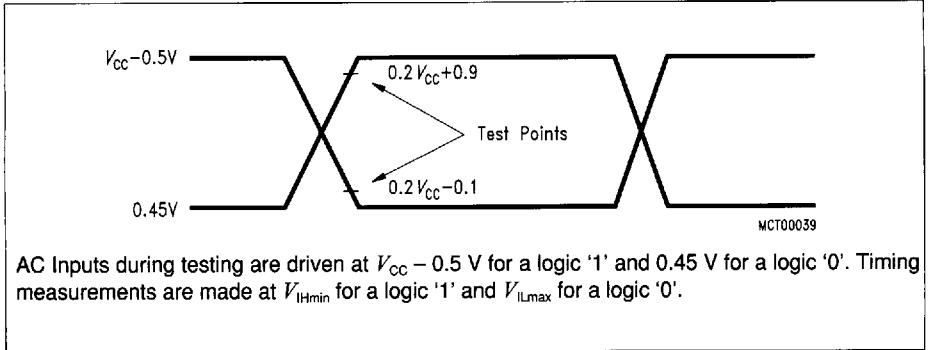 V_CC−0.5V
0.2 V_CC+0.9
Test Points
0.2 V_CC−0.1
0.45V
MCT00039
AC Inputs during testing are driven at V_CC – 0.5 V for a logic ‘1’ and 0.45 V for a logic ‘0’. Timing
measurements are made at V_IHmin for a logic ‘1’ and V_ILmax for a logic ‘0’.